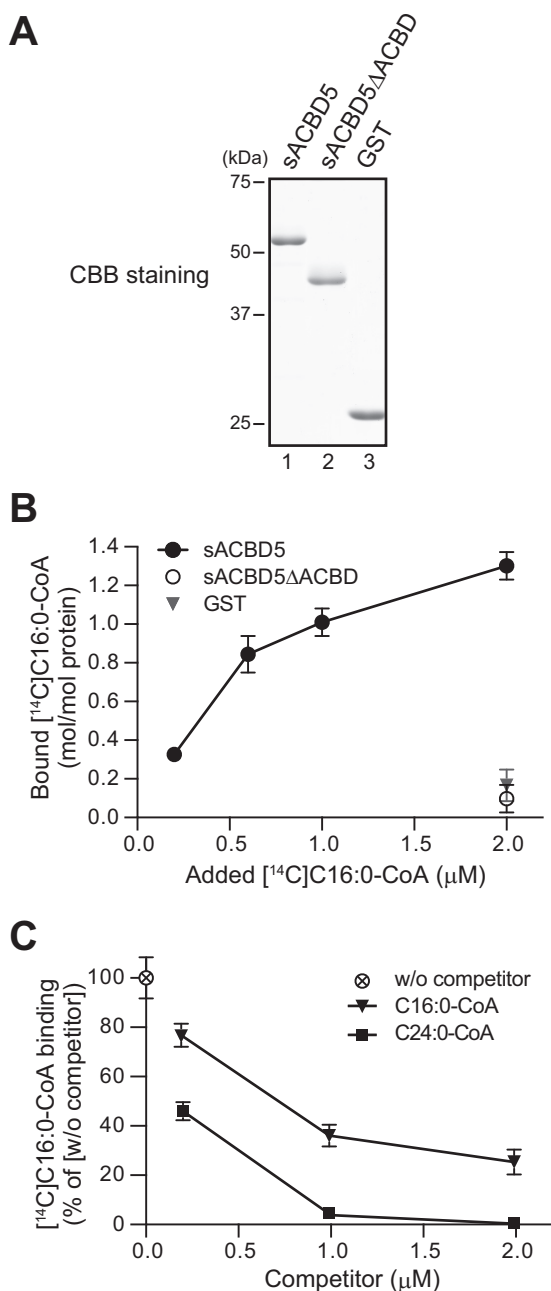 A
sACBD5
sACBD5ΔACBD
GST
(kDa)
75
50
CBB staining
37
25
1 2 3
B
1.4
1.2
1.0
0.8
0.6
0.4
0.2
0.0
Bound [¹⁴C]C16:0-CoA
(mol/mol protein)
sACBD5
sACBD5ΔACBD
GST
0.0 0.5 1.0 1.5 2.0
Added [¹⁴C]C16:0-CoA (μM)
C
[¹⁴C]C16:0-CoA binding
(% of [w/o competitor])
100
80
60
40
20
0
w/o competitor
C16:0-CoA
C24:0-CoA
0.0 0.5 1.0 1.5 2.0
Competitor (μM)